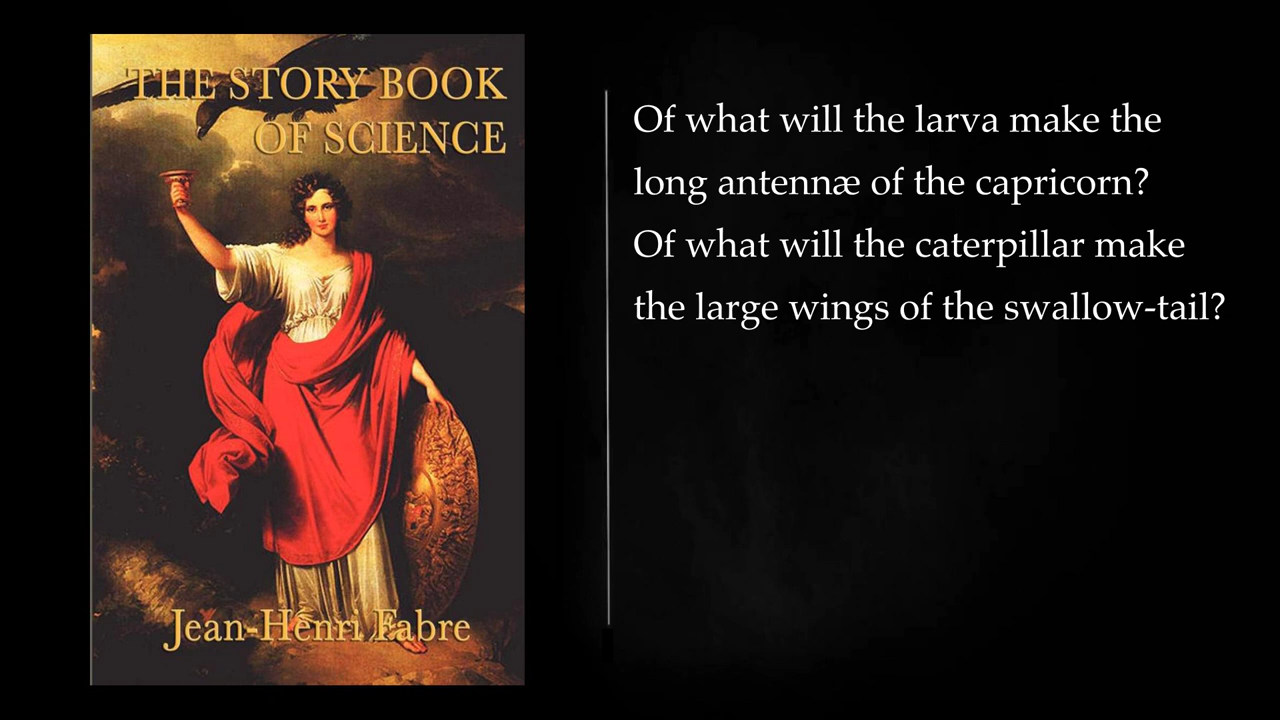 THE STORY BOOK
OF SCIENCE
Jean-Henri Fabre
Of what will the larva make the
long antennæ of the capricorn?
Of what will the caterpillar make
the large wings of the swallow-tail?